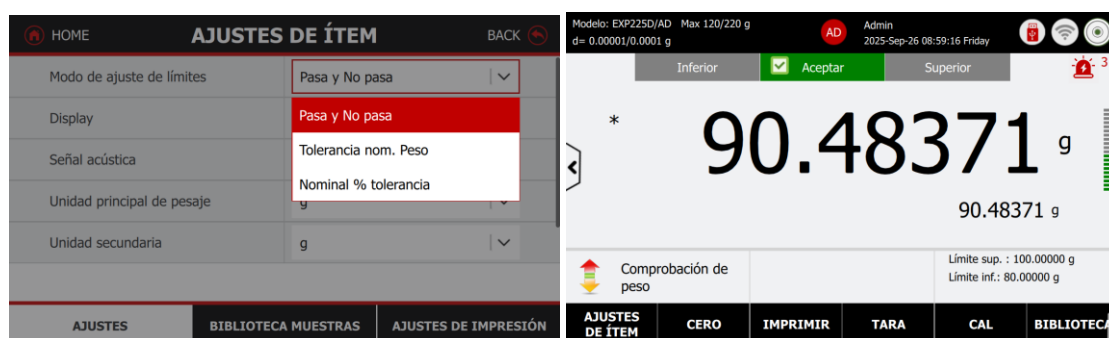 HOME
AJUSTES DE ÍTEM
BACK
Modo de ajuste de límites
Pasa y No pasa
Display
Pasa y No pasa
Tolerancia nom. Peso
Señal acústica
Nominal % tolerancia
Unidad principal de pesaje
g
Unidad secundaria
g
AJUSTES
BIBLIOTECA MUESTRAS
AJUSTES DE IMPRESIÓN
Modelo: EXP225D/AD Max 120/220 g
d= 0.00001/0.0001 g
AD
Admin
2025-Sep-26 08:59:16 Friday
Inferior
Aceptar
Superior
3
*
90.48371 g
90.48371 g
Comprobación de
peso
Límite sup. : 100.00000 g
Límite inf.: 80.00000 g
AJUSTES
DE ÍTEM
CERO
IMPRIMIR
TARA
CAL
BIBLIOTECA